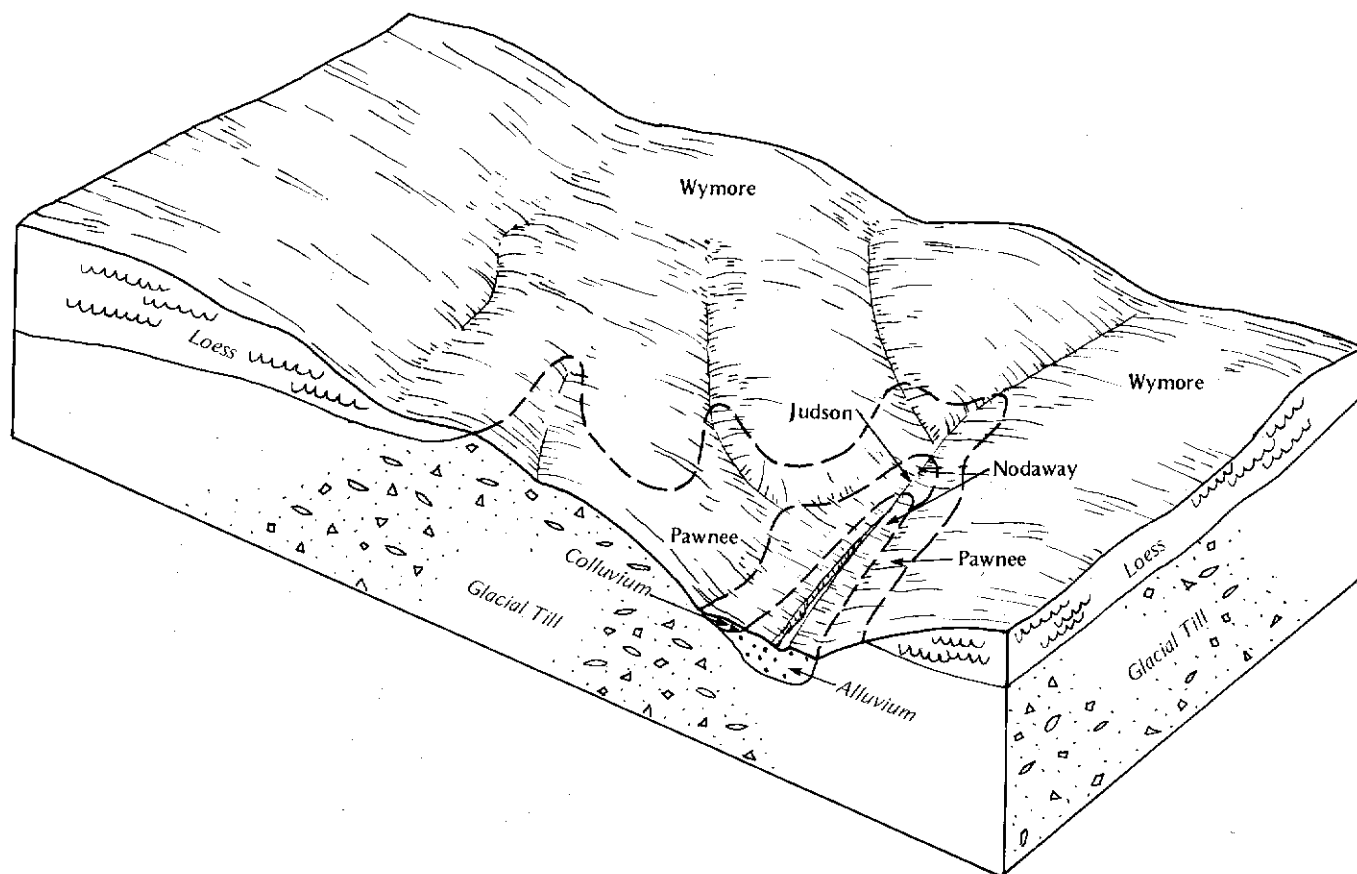 Wymore
Loess
Wymore
Judson
Nodaway
Pawnee
Pawnee
Colluvium
Loess
Glacial Till
Glacial Till
Alluvium